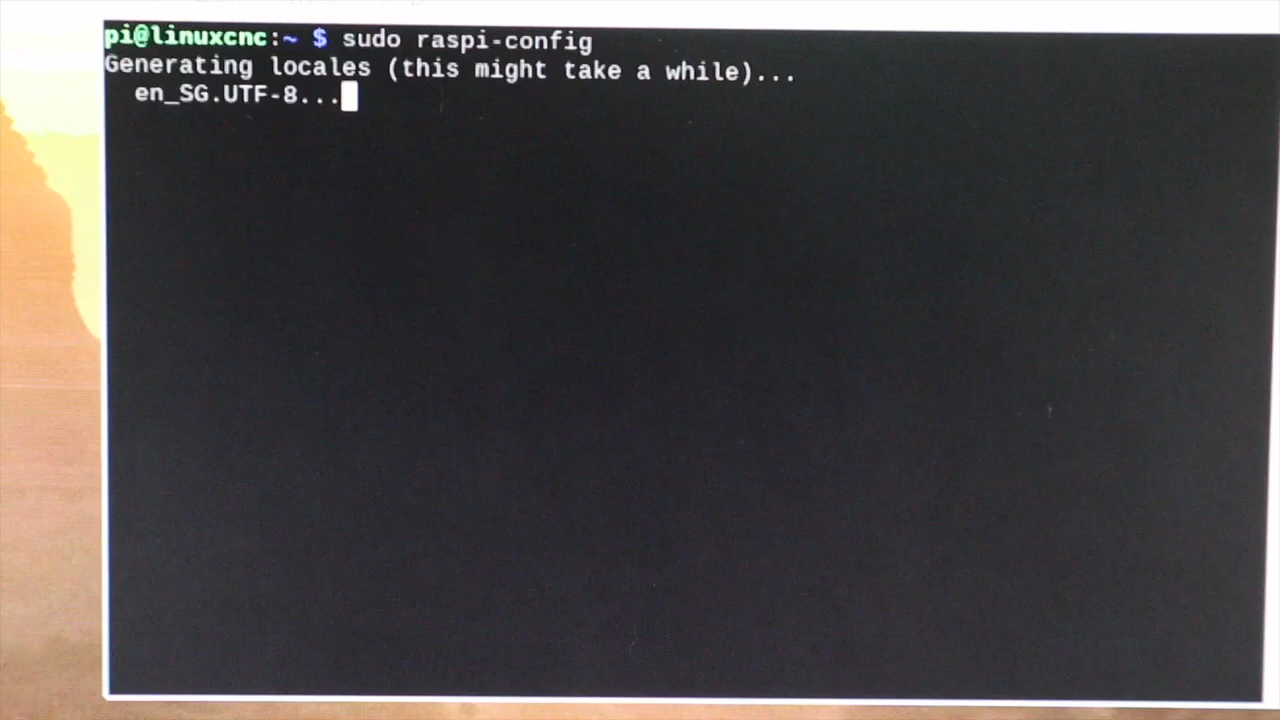 pi@linuxcnc:~ $ sudo raspi-config
Generating locales (this might take a while)...
  en_SG.UTF-8...